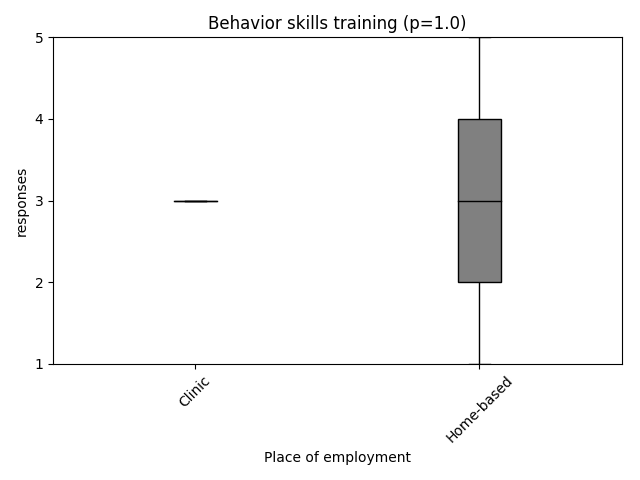 Behavior skills training (p=1.0)
responses
5
4
3
2
1
Clinic
Home-based
Place of employment